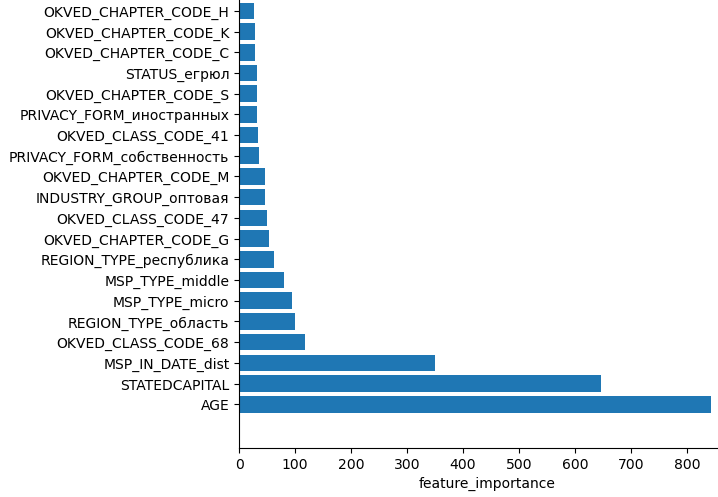 OKVED_CHAPTER_CODE_H
OKVED_CHAPTER_CODE_K
OKVED_CHAPTER_CODE_C
STATUS_егрюл
OKVED_CHAPTER_CODE_S
PRIVACY_FORM_иностранных
OKVED_CLASS_CODE_41
PRIVACY_FORM_собственность
OKVED_CHAPTER_CODE_M
INDUSTRY_GROUP_оптовая
OKVED_CLASS_CODE_47
OKVED_CHAPTER_CODE_G
REGION_TYPE_республика
MSP_TYPE_middle
MSP_TYPE_micro
REGION_TYPE_область
OKVED_CLASS_CODE_68
MSP_IN_DATE_dist
STATEDCAPITAL
AGE
0 100 200 300 400 500 600 700 800
feature_importance